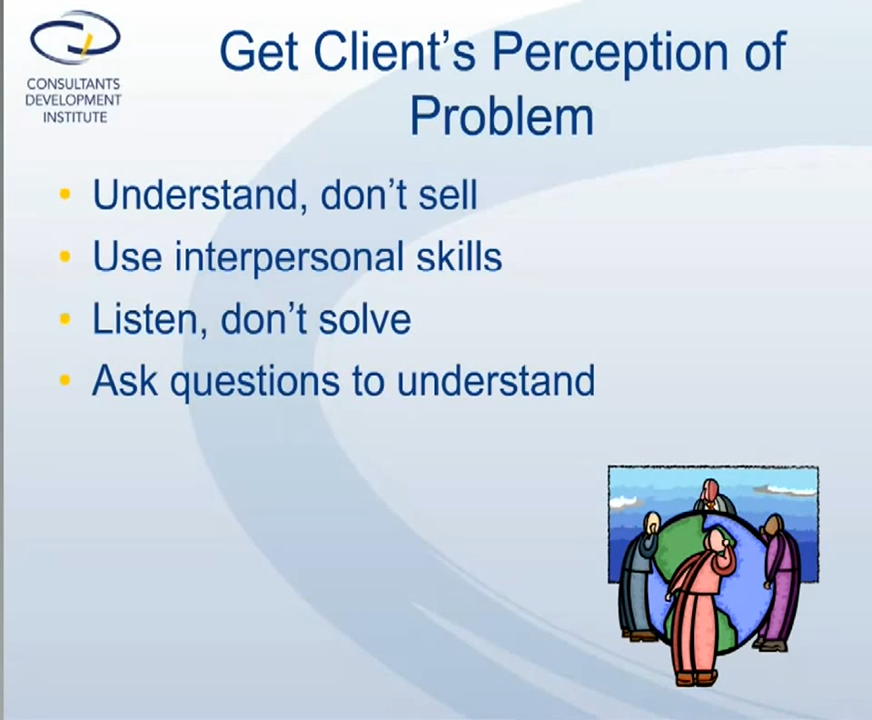 CONSULTANTS
DEVELOPMENT
INSTITUTE
Get Client’s Perception of
Problem
• Understand, don’t sell
• Use interpersonal skills
• Listen, don’t solve
• Ask questions to understand